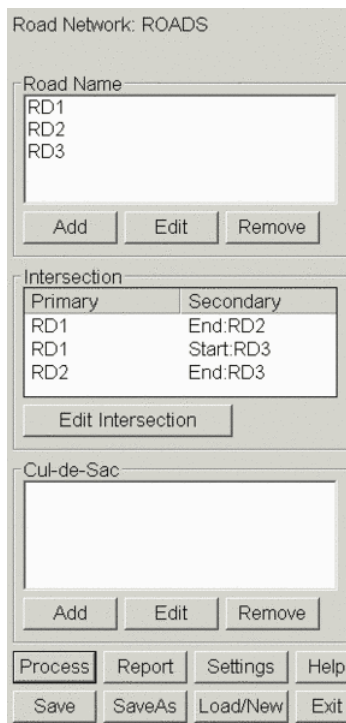 Road Network: ROADS
Road Name
RD1
RD2
RD3
Add Edit Remove
Intersection
Primary Secondary
RD1 End:RD2
RD1 Start:RD3
RD2 End:RD3
Edit Intersection
Cul-de-Sac
Add Edit Remove
Process Report Settings Help
Save SaveAs Load/New Exit